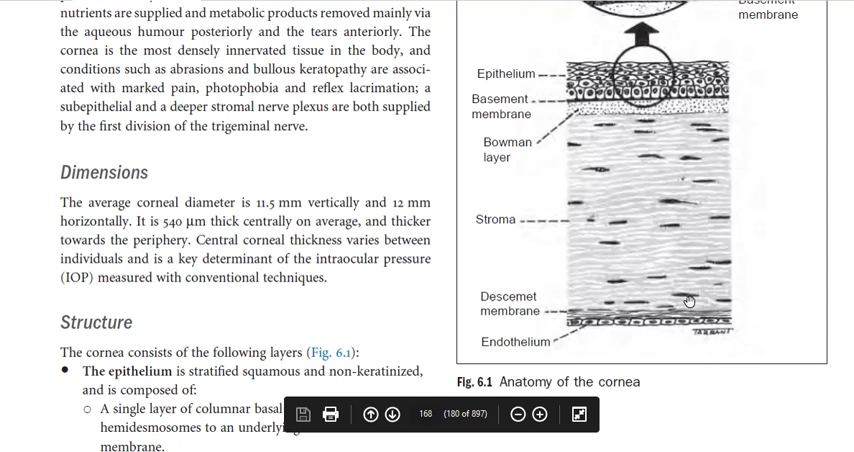 nutrients are supplied and metabolic products removed mainly via
the aqueous humour posteriorly and the tears anteriorly. The
cornea is the most densely innervated tissue in the body, and
conditions such as abrasions and bullous keratopathy are associ-
ated with marked pain, photophobia and reflex lacrimation; a
subepithelial and a deeper stromal nerve plexus are both supplied
by the first division of the trigeminal nerve.
Dimensions
The average corneal diameter is 11.5 mm vertically and 12 mm
horizontally. It is 540 μm thick centrally on average, and thicker
towards the periphery. Central corneal thickness varies between
individuals and is a key determinant of the intraocular pressure
(IOP) measured with conventional techniques.
Structure
The cornea consists of the following layers (Fig. 6.1):
• The epithelium is stratified squamous and non-keratinized,
and is composed of:
○ A single layer of columnar basal
hemidesmosomes to an
membrane.
membrane
Epithelium
Basement
membrane
Bowman
layer
Stroma
Descemet
membrane
Endothelium
TARRANT
Fig. 6.1 Anatomy of the cornea
168 (180 of 897)